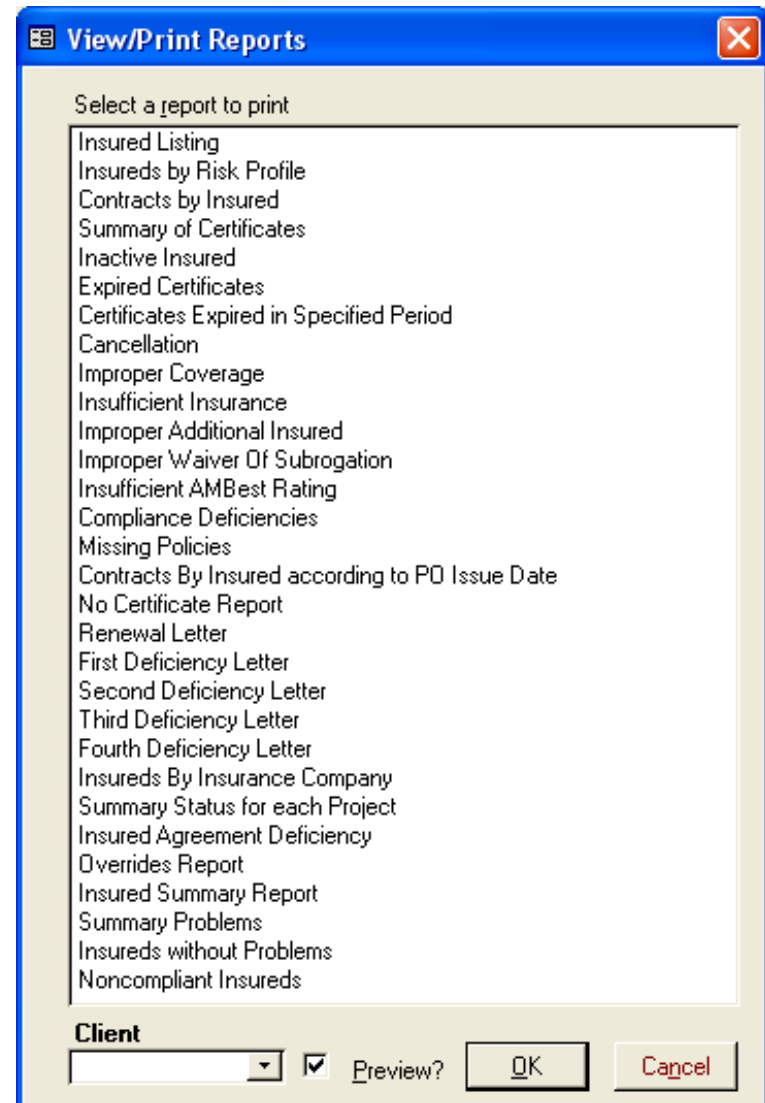 View/Print Reports
Select a report to print
Insured Listing
Insureds by Risk Profile
Contracts by Insured
Summary of Certificates
Inactive Insured
Expired Certificates
Certificates Expired in Specified Period
Cancellation
Improper Coverage
Insufficient Insurance
Improper Additional Insured
Improper Waiver Of Subrogation
Insufficient AMBest Rating
Compliance Deficiencies
Missing Policies
Contracts By Insured according to PO Issue Date
No Certificate Report
Renewal Letter
First Deficiency Letter
Second Deficiency Letter
Third Deficiency Letter
Fourth Deficiency Letter
Insureds By Insurance Company
Summary Status for each Project
Insured Agreement Deficiency
Overrides Report
Insured Summary Report
Summary Problems
Insureds without Problems
Noncompliant Insureds
Client
Preview? OK Cancel